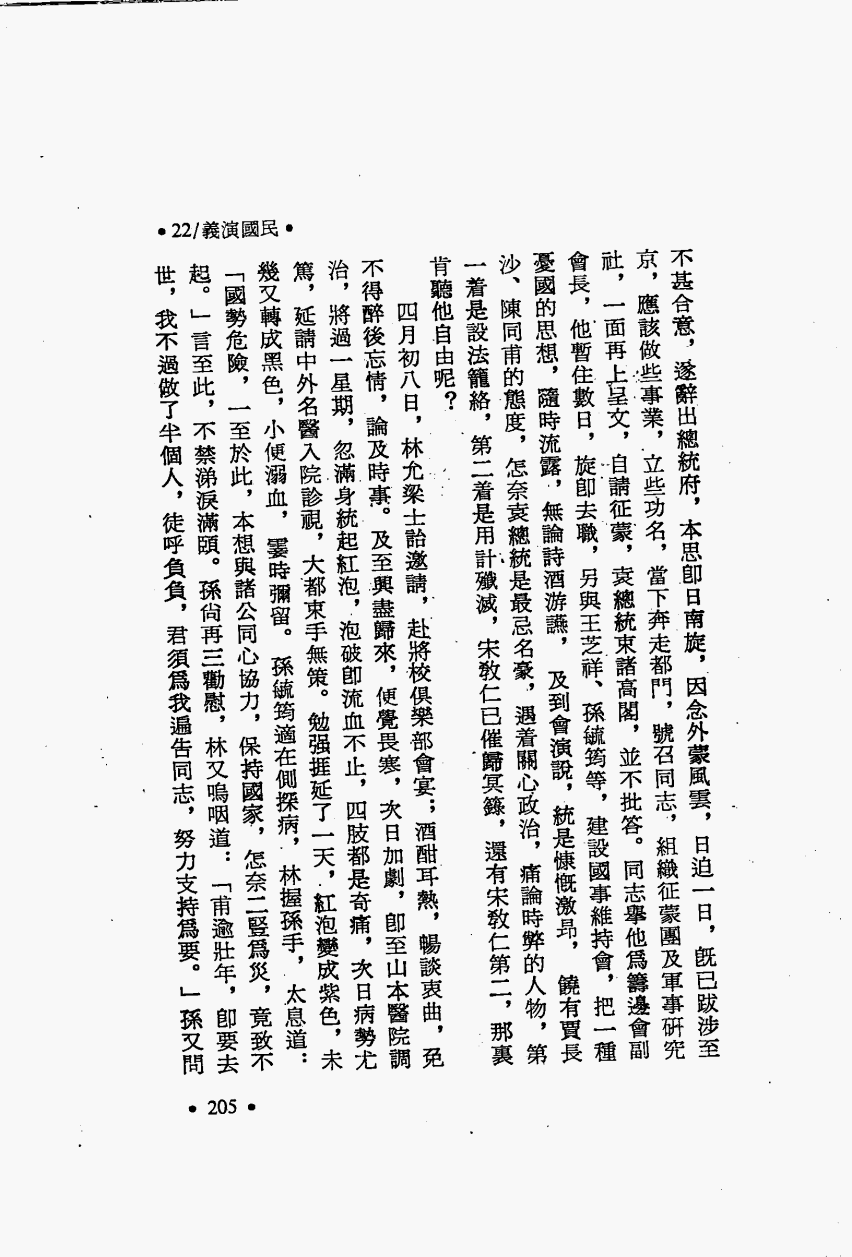 •22/義演國民•
不甚合意，遂辭出總統府，本思卽日南旋，因念外蒙風雲，日迫一日，旣已跋涉至
京，應該做些事業，立些功名，當下奔走都門，號召同志，組織征蒙團及軍事研究
社，一面再上呈文，自請征蒙，袁總統束諸高閣，並不批答。同志舉他爲籌邊會副
會長，他暫住數日，旋卽去職，另與王芝祥、孫毓筠等，建設國事維持會，把一種
憂國的思想，隨時流露，無論詩酒游讌，及到會演說，統是慷慨激昂，饒有賈長
沙、陳同甫的態度，怎奈袁總統是最忌名豪，遇着關心政治，痛論時弊的人物，第
一着是設法籠絡，第二着是用計殲滅，宋敎仁已催歸冥籙，還有宋敎仁第二，那裏
肯聽他自由呢？
四月初八日，林允梁士詒邀請，赴將校俱樂部會宴；酒酣耳熱，暢談衷曲，免
不得醉後忘情，論及時事。及至興盡歸來，便覺畏寒，次日加劇，卽至山本醫院調
治，將過一星期，忽滿身統起紅泡，泡破卽流血不止，四肢都是奇痛，次日病勢尤
篤，延請中外名醫入院診視，大都束手無策。勉强捱延了一天，紅泡變成紫色，未
幾又轉成黑色，小便溺血，霎時彌留。孫毓筠適在側探病，林握孫手，太息道：
「國勢危險，一至於此，本想與諸公同心協力，保持國家，怎奈二豎爲災，竟致不
起。」言至此，不禁涕淚滿頤。孫尙再三勸慰，林又嗚咽道：「甫逾壯年，卽要去
世，我不過做了半個人，徒呼負負，君須爲我遍告同志，努力支持爲要。」孫又問
•205•